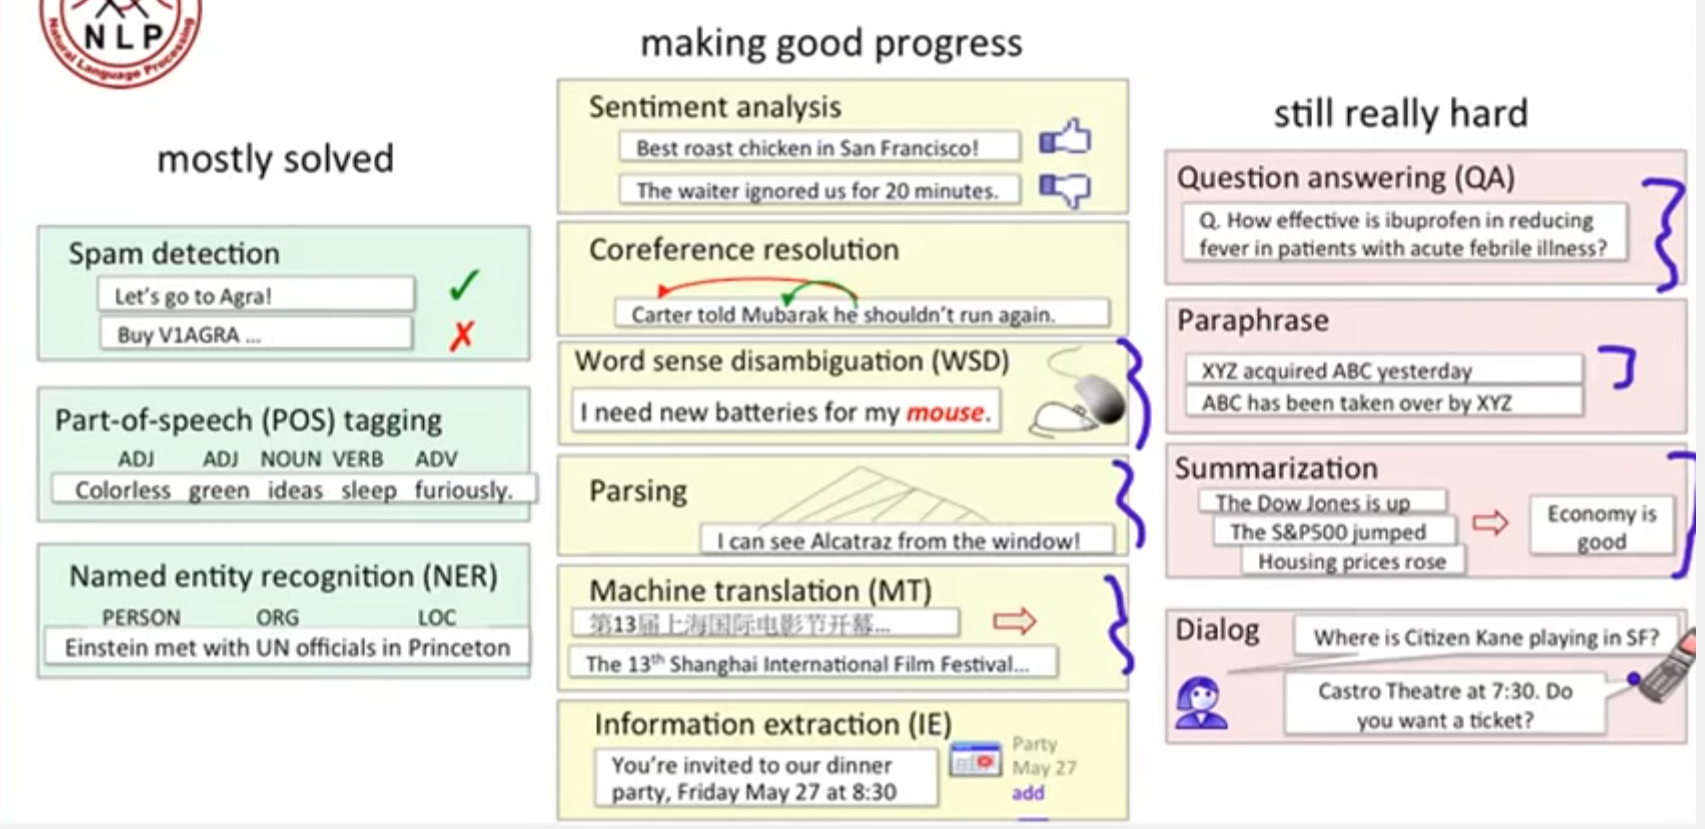 NLP
Natural Language Processing
making good progress
mostly solved
still really hard
Spam detection
Let's go to Agra!
Buy V1AGRA ...
Part-of-speech (POS) tagging
ADJ ADJ NOUN VERB ADV
Colorless green ideas sleep furiously.
Named entity recognition (NER)
PERSON ORG LOC
Einstein met with UN officials in Princeton
Sentiment analysis
Best roast chicken in San Francisco!
The waiter ignored us for 20 minutes.
Coreference resolution
Carter told Mubarak he shouldn't run again.
Word sense disambiguation (WSD)
I need new batteries for my mouse.
Parsing
I can see Alcatraz from the window!
Machine translation (MT)
第13届上海国际电影节开幕...
The 13th Shanghai International Film Festival...
Information extraction (IE)
You're invited to our dinner
party, Friday May 27 at 8:30
Party
May 27
add
Question answering (QA)
Q. How effective is ibuprofen in reducing
fever in patients with acute febrile illness?
Paraphrase
XYZ acquired ABC yesterday
ABC has been taken over by XYZ
Summarization
The Dow Jones is up
The S&P500 jumped
Housing prices rose
Economy is
good
Dialog
Where is Citizen Kane playing in SF?
Castro Theatre at 7:30. Do
you want a ticket?